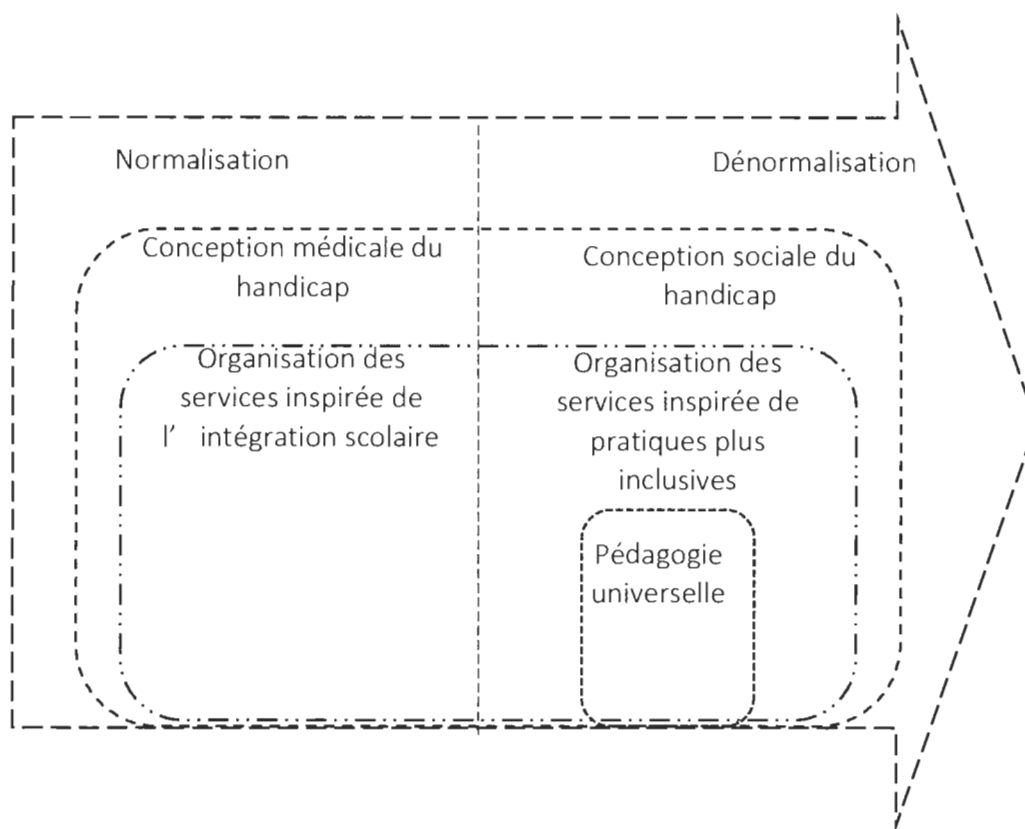 Normalisation
Dénormalisation
Conception médicale du
handicap
Conception sociale du
handicap
Organisation des
services inspirée de
l' intégration scolaire
Organisation des
services inspirée de
pratiques plus
inclusives
Pédagogie
universelle